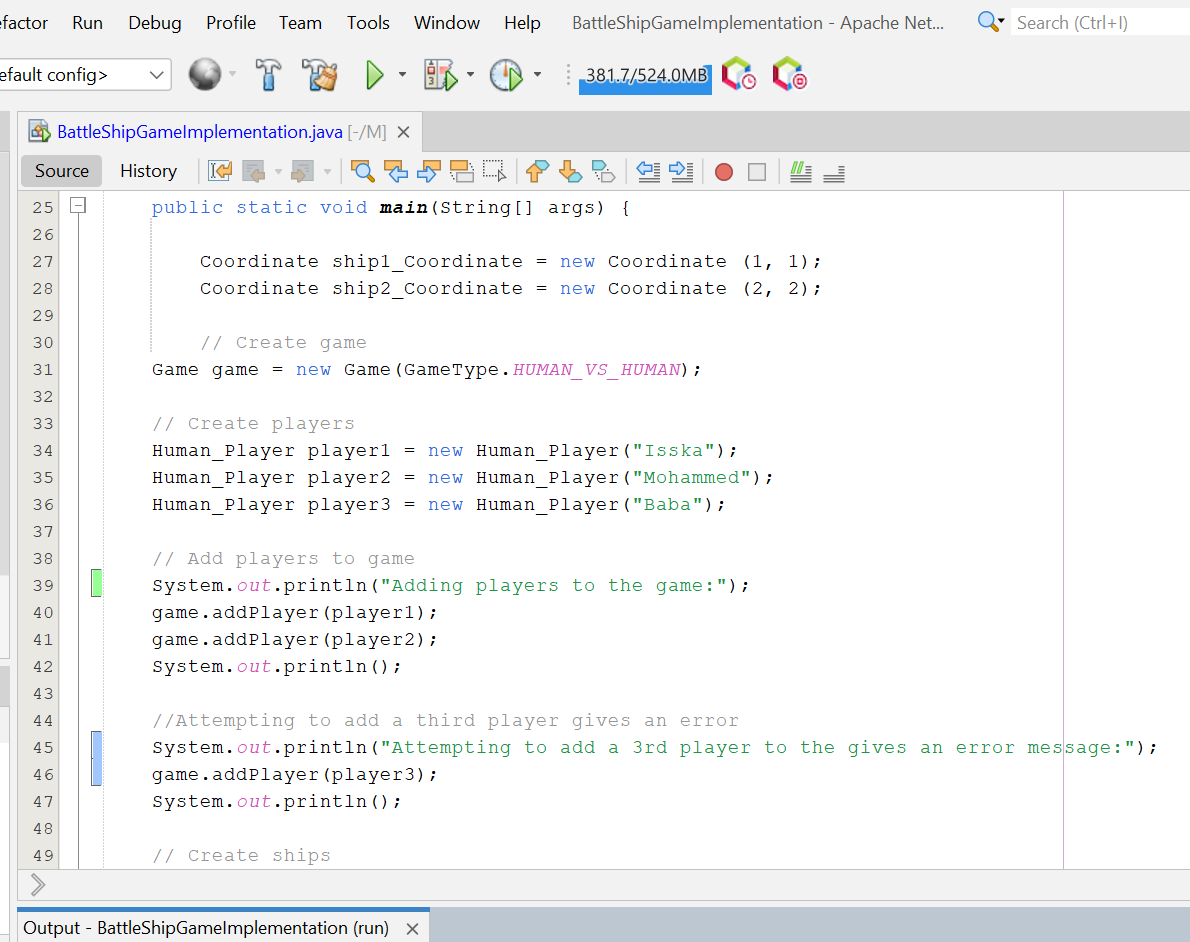 efactor Run Debug Profile Team Tools Window Help BattleShipGameImplementation - Apache Net... Search (Ctrl+I)
efault config> 381.7/524.0MB
BattleShipGameImplementation.java [-/M]
Source History
25 public static void main(String[] args) {
26
27 Coordinate ship1_Coordinate = new Coordinate (1, 1);
28 Coordinate ship2_Coordinate = new Coordinate (2, 2);
29
30 // Create game
31 Game game = new Game(GameType.HUMAN_VS_HUMAN);
32
33 // Create players
34 Human_Player player1 = new Human_Player("Isska");
35 Human_Player player2 = new Human_Player("Mohammed");
36 Human_Player player3 = new Human_Player("Baba");
37
38 // Add players to game
39 System.out.println("Adding players to the game:");
40 game.addPlayer(player1);
41 game.addPlayer(player2);
42 System.out.println();
43
44 //Attempting to add a third player gives an error
45 System.out.println("Attempting to add a 3rd player to the gives an error message:");
46 game.addPlayer(player3);
47 System.out.println();
48
49 // Create ships
Output - BattleShipGameImplementation (run)